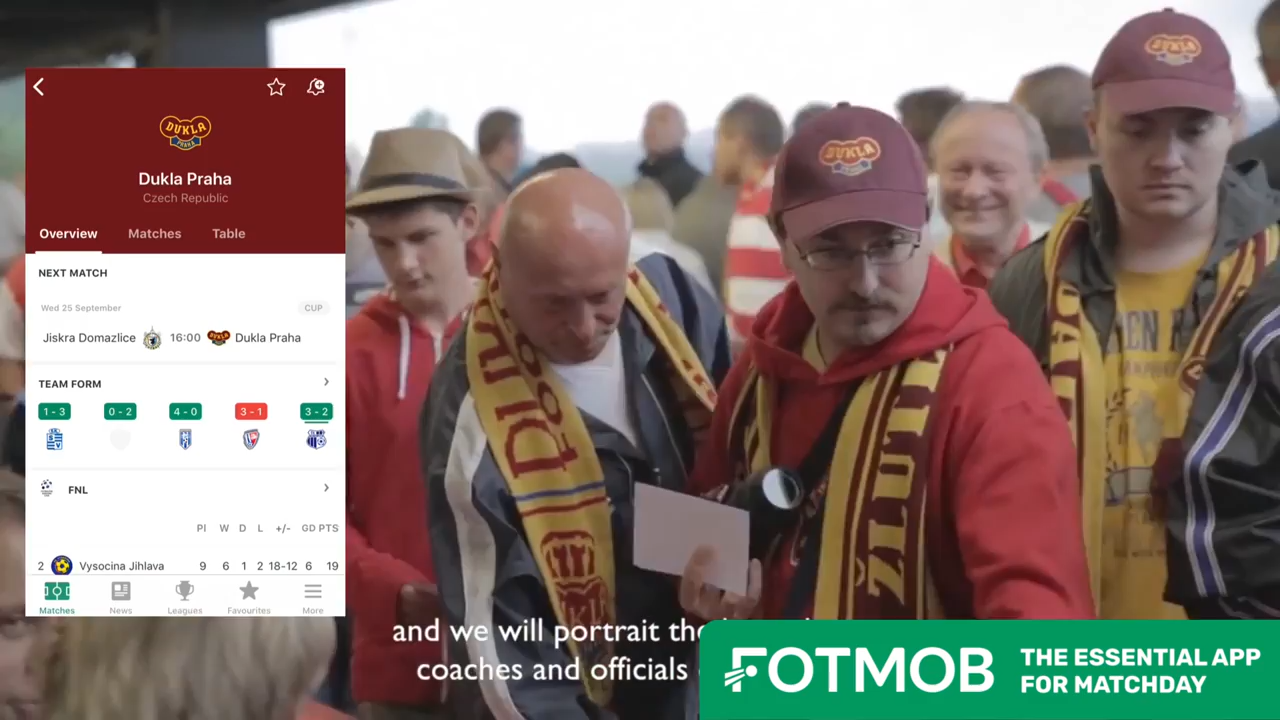 DUKLA
PRAHA
Dukla Praha
Czech Republic
Overview Matches Table
NEXT MATCH
Wed 25 September CUP
Jiskra Domazlice 16:00 Dukla Praha
TEAM FORM
1 - 3 0 - 2 4 - 0 3 - 1 3 - 2
FNL
Pl W D L +/- GD PTS
2 Vysocina Jihlava 9 6 1 2 18-12 6 19
Matches News Leagues Favourites More
DUKLA
DUKLA
ŽLUTÉ
and we will portrait the
coaches and officials
FOTMOB
THE ESSENTIAL APP
FOR MATCHDAY